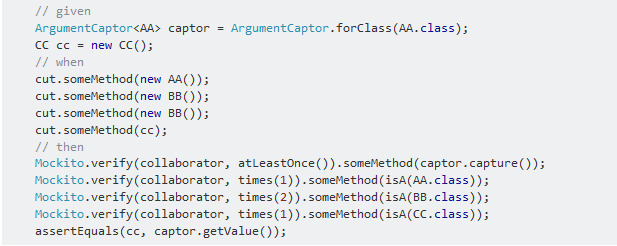 // given
ArgumentCaptor<AA> captor = ArgumentCaptor.forClass(AA.class);
CC cc = new CC();
// when
cut.someMethod(new AA());
cut.someMethod(new BB());
cut.someMethod(new BB());
cut.someMethod(cc);
// then
Mockito.verify(collaborator, atLeastOnce()).someMethod(captor.capture());
Mockito.verify(collaborator, times(1)).someMethod(isA(AA.class));
Mockito.verify(collaborator, times(2)).someMethod(isA(BB.class));
Mockito.verify(collaborator, times(1)).someMethod(isA(CC.class));
assertEquals(cc, captor.getValue());